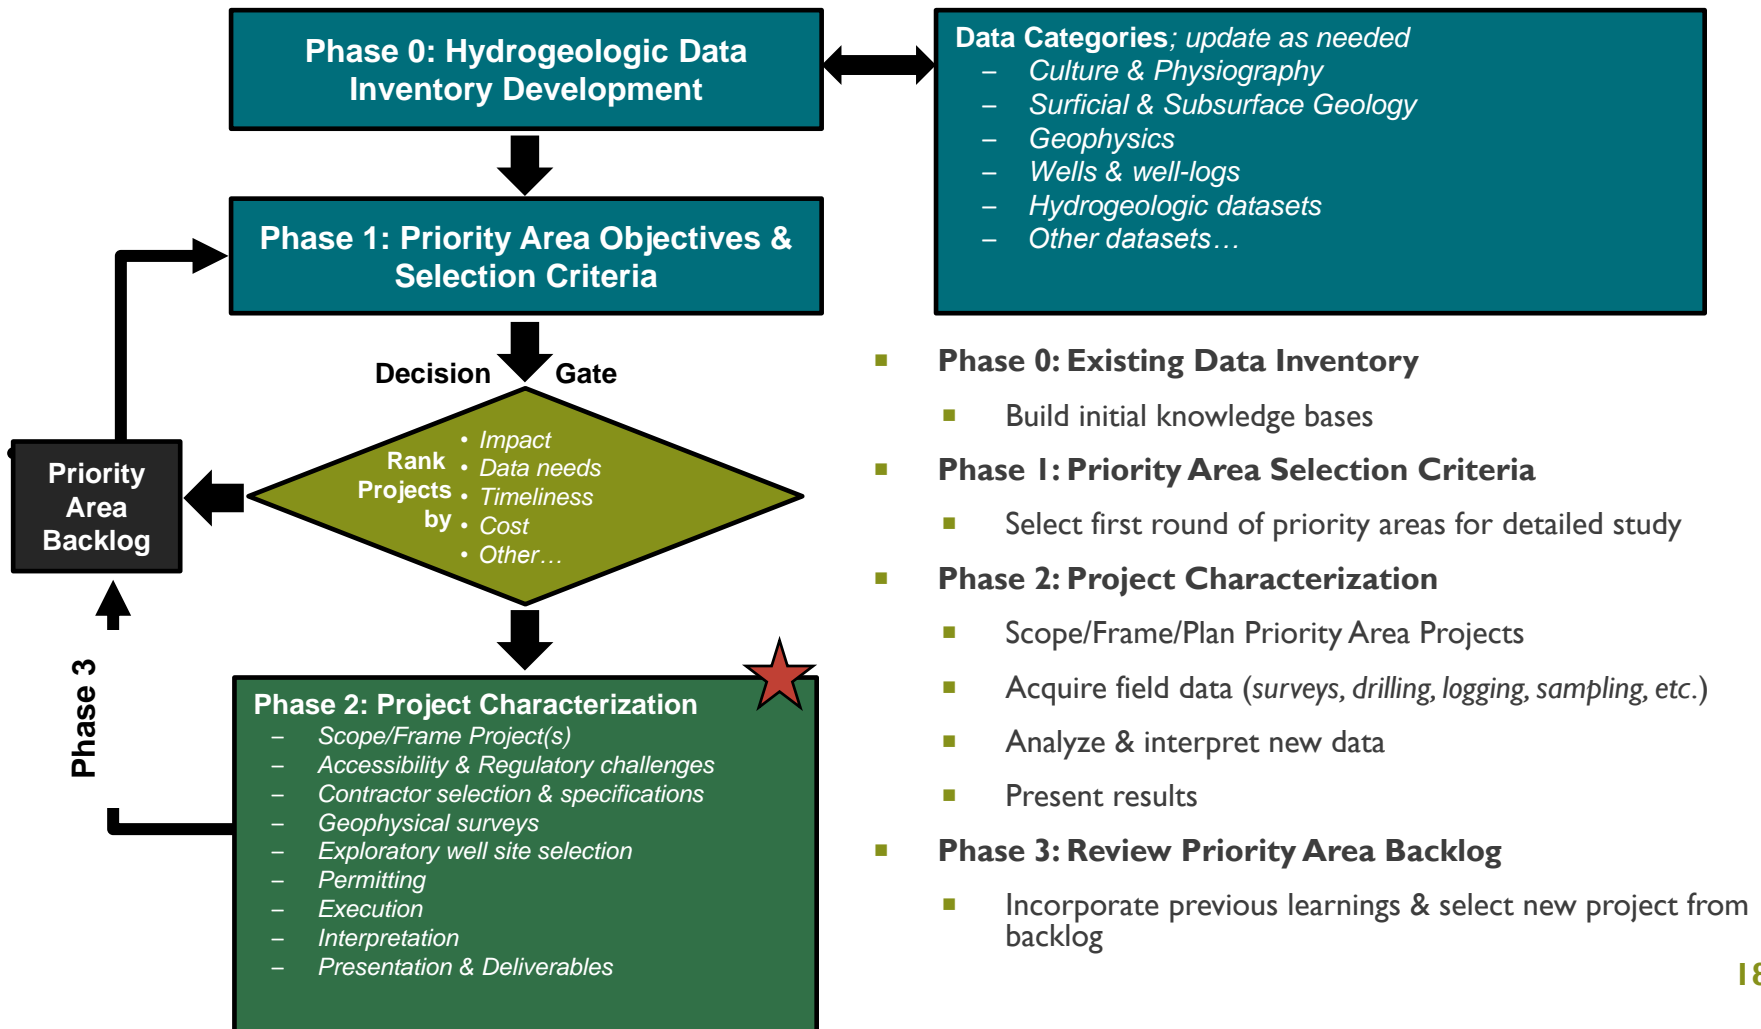 Phase 0: Hydrogeologic Data
Inventory Development
Data Categories; update as needed
– Culture & Physiography
– Surficial & Subsurface Geology
– Geophysics
– Wells & well-logs
– Hydrogeologic datasets
– Other datasets…
Phase 1: Priority Area Objectives &
Selection Criteria
Decision Gate
Rank
Projects
by
• Impact
• Data needs
• Timeliness
• Cost
• Other…
Priority
Area
Backlog
Phase 3
Phase 2: Project Characterization
– Scope/Frame Project(s)
– Accessibility & Regulatory challenges
– Contractor selection & specifications
– Geophysical surveys
– Exploratory well site selection
– Permitting
– Execution
– Interpretation
– Presentation & Deliverables
▪ Phase 0: Existing Data Inventory
▪ Build initial knowledge bases
▪ Phase 1: Priority Area Selection Criteria
▪ Select first round of priority areas for detailed study
▪ Phase 2: Project Characterization
▪ Scope/Frame/Plan Priority Area Projects
▪ Acquire field data (surveys, drilling, logging, sampling, etc.)
▪ Analyze & interpret new data
▪ Present results
▪ Phase 3: Review Priority Area Backlog
▪ Incorporate previous learnings & select new project from
backlog
18